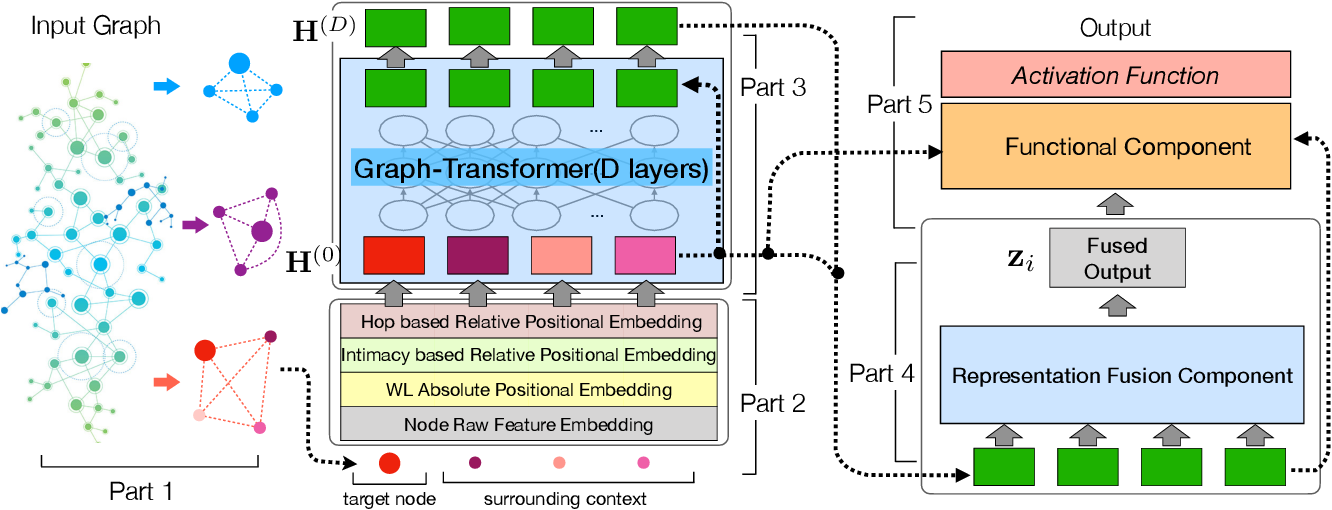 Input Graph
Part 1
H(D)
Part 3
Graph-Transformer(D layers)
...
...
H(0)
Hop based Relative Positional Embedding
Intimacy based Relative Positional Embedding
WL Absolute Positional Embedding
Node Raw Feature Embedding
Part 2
target node
surrounding context
Output
Part 5
Activation Function
Functional Component
zi
Fused
Output
Part 4
Representation Fusion Component